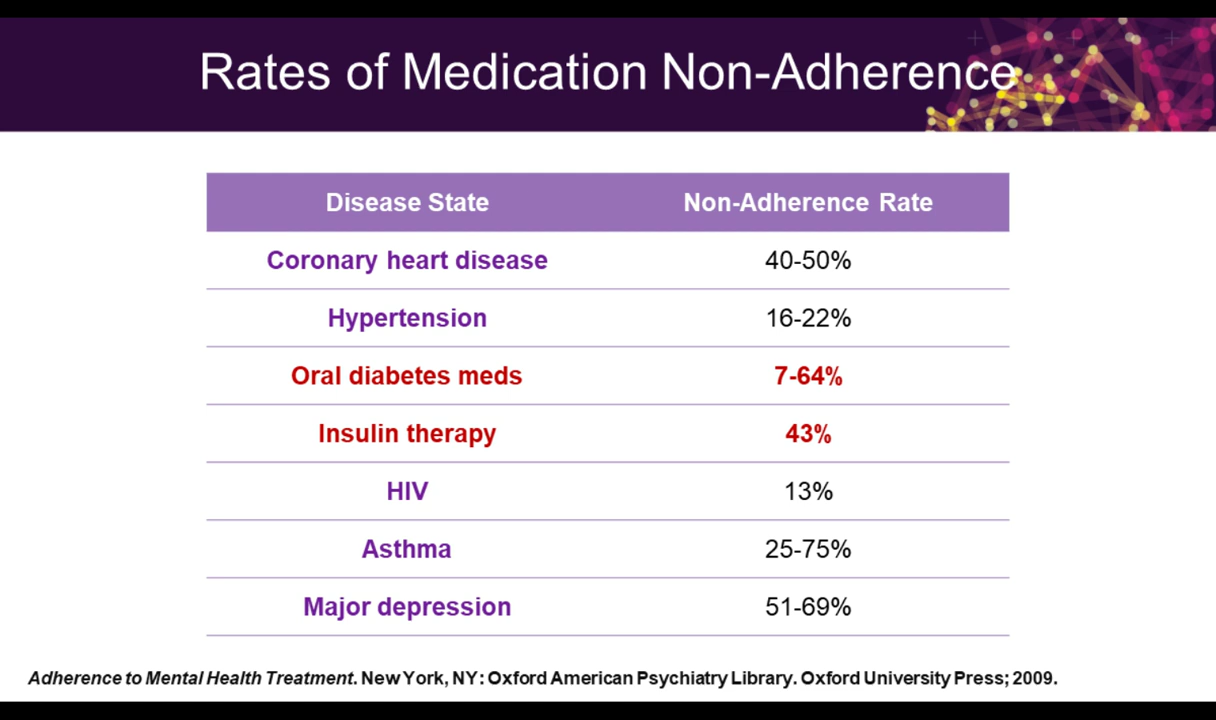 Rates of Medication Non-Adherence
Disease State Non-Adherence Rate
Coronary heart disease 40-50%
Hypertension 16-22%
Oral diabetes meds 7-64%
Insulin therapy 43%
HIV 13%
Asthma 25-75%
Major depression 51-69%
Adherence to Mental Health Treatment. New York, NY: Oxford American Psychiatry Library. Oxford University Press; 2009.